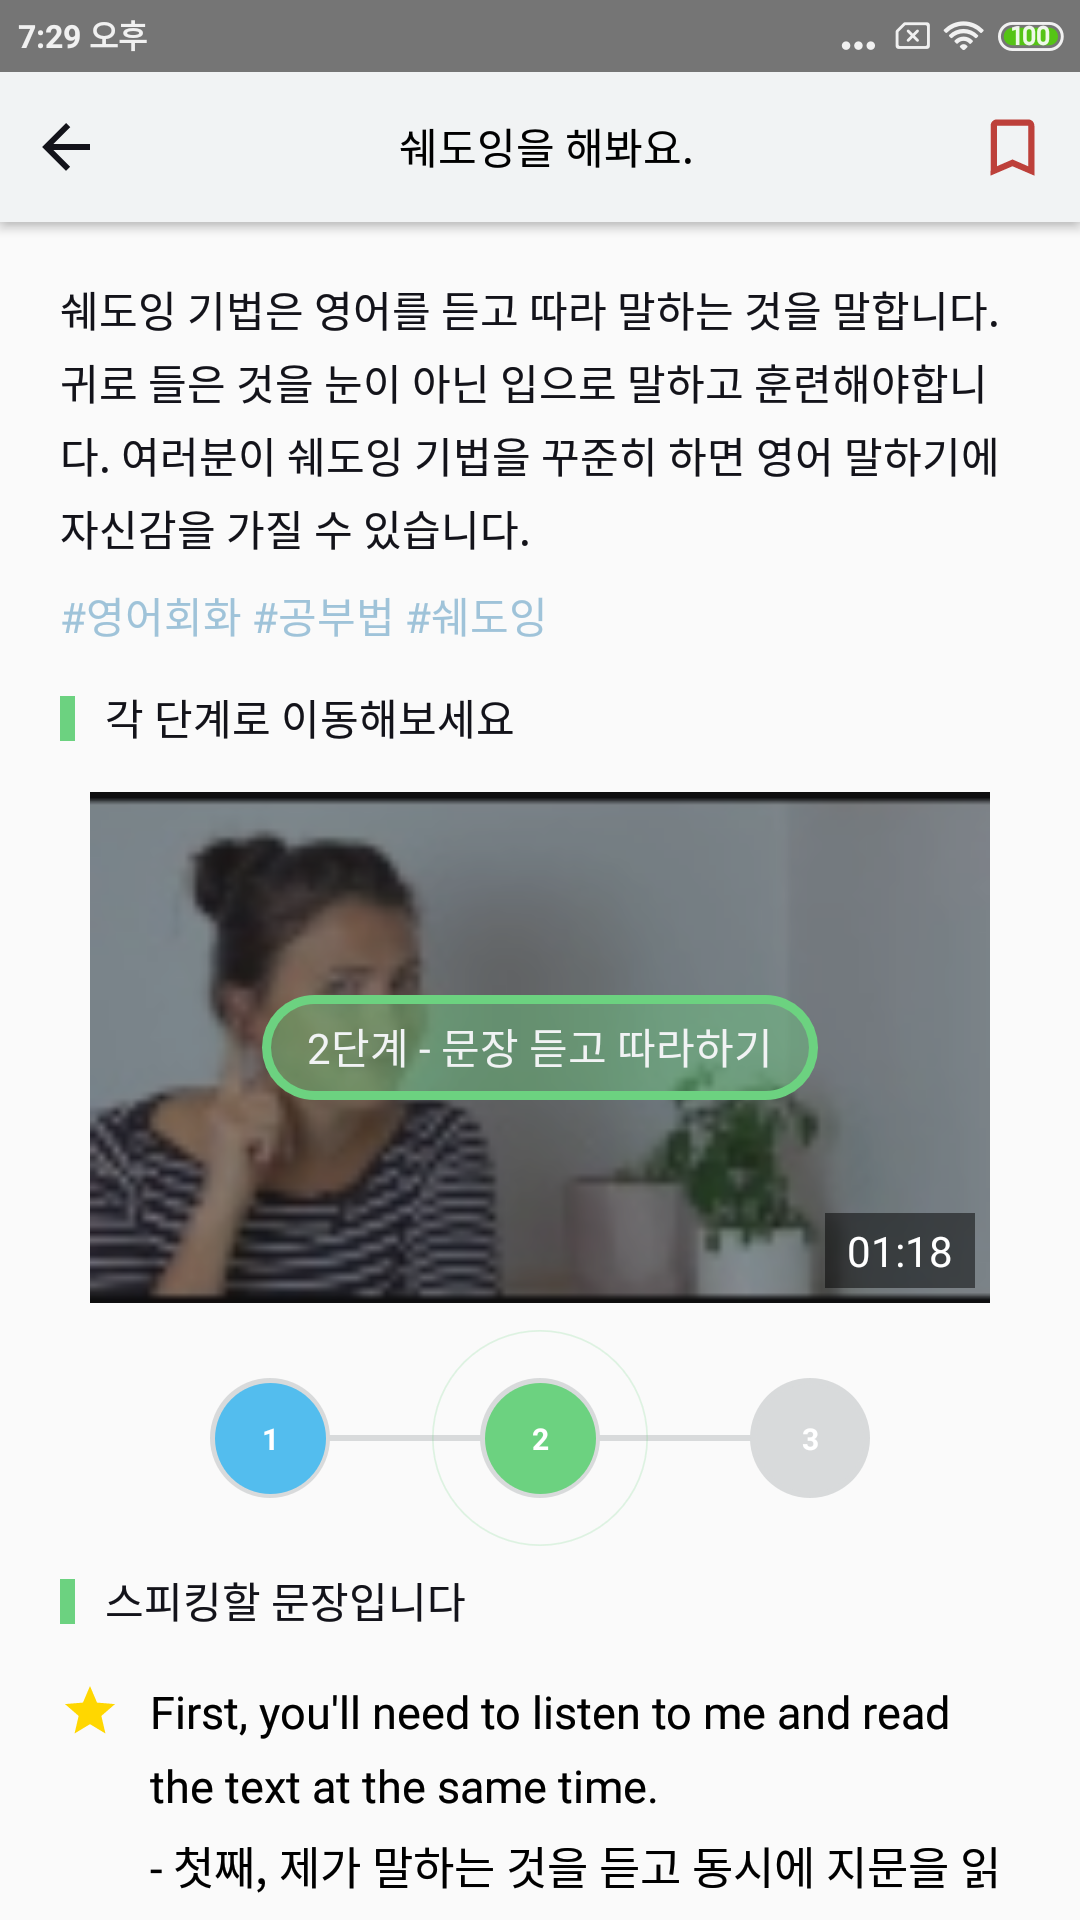 7:29 오후
100
쉐도잉을 해봐요.
쉐도잉 기법은 영어를 듣고 따라 말하는 것을 말합니다.
귀로 들은 것을 눈이 아닌 입으로 말하고 훈련해야합니
다. 여러분이 쉐도잉 기법을 꾸준히 하면 영어 말하기에
자신감을 가질 수 있습니다.
#영어회화 #공부법 #쉐도잉
각 단계로 이동해보세요
2단계 - 문장 듣고 따라하기
01:18
1
2
3
스피킹할 문장입니다
First, you'll need to listen to me and read
the text at the same time.
- 첫째, 제가 말하는 것을 듣고 동시에 지문을 읽